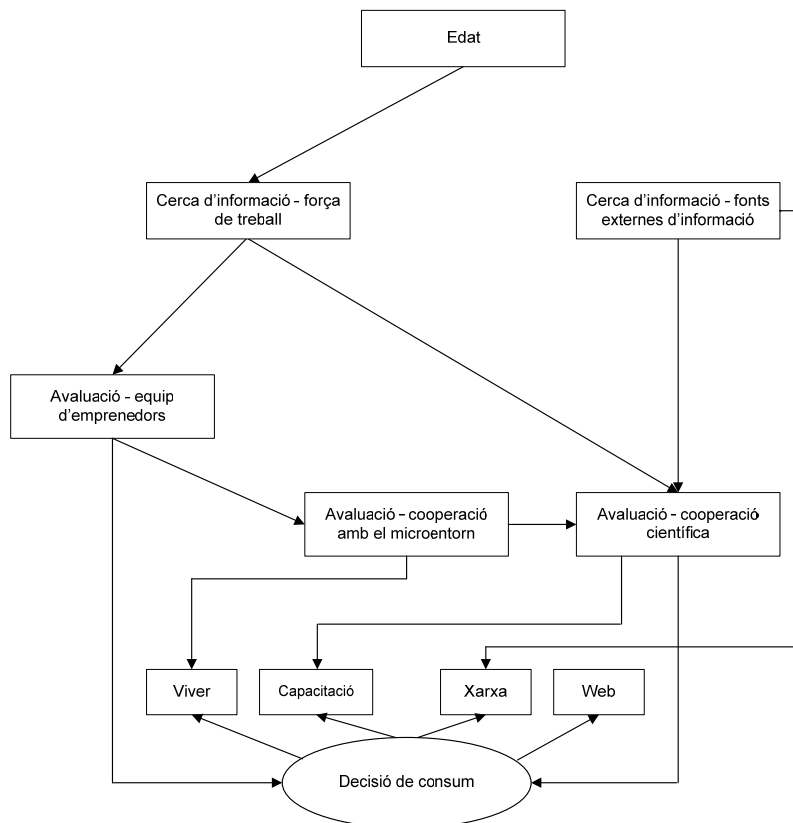 Edat
Cerca d'informació - força
de treball
Cerca d'informació - fonts
externes d'informació
Avaluació - equip
d'emprenedors
Avaluació - cooperació
amb el microentorn
Avaluació - cooperació
científica
Viver
Capacitació
Xarxa
Web
Decisió de consum